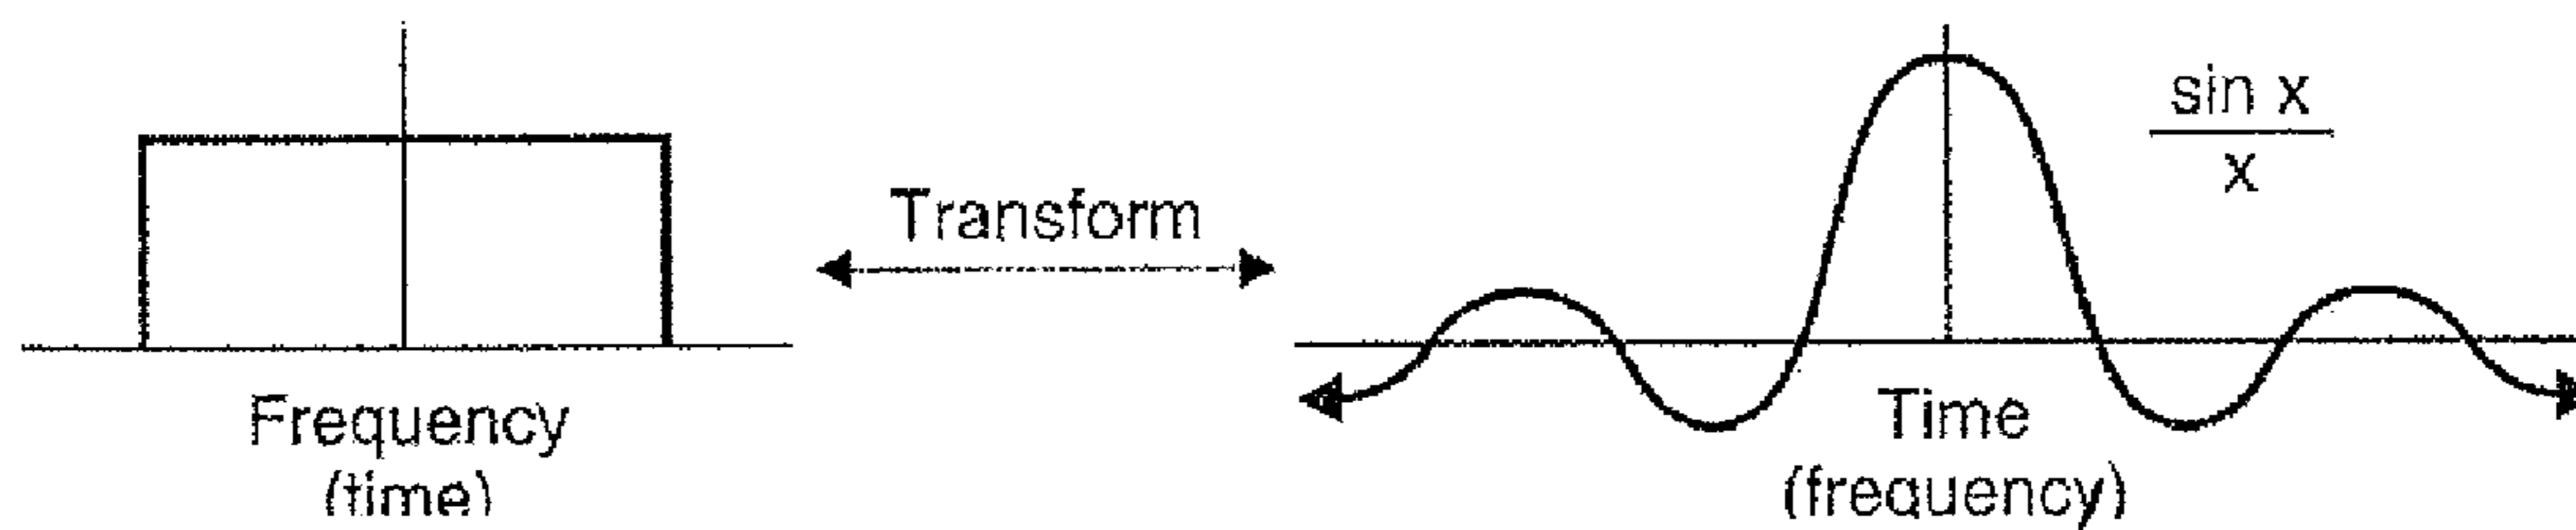 sin x
x
Transform
Frequency
(time)
Time
(frequency)